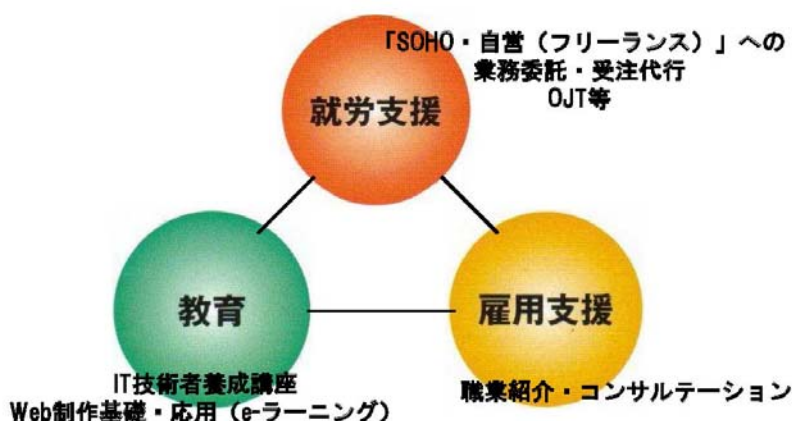 「SOHO・自営（フリーランス）」への
業務委託・受注代行
OJT等
就労支援
教育
雇用支援
IT技術者養成講座
Web制作基礎・応用（e-ラーニング）
職業紹介・コンサルテーション